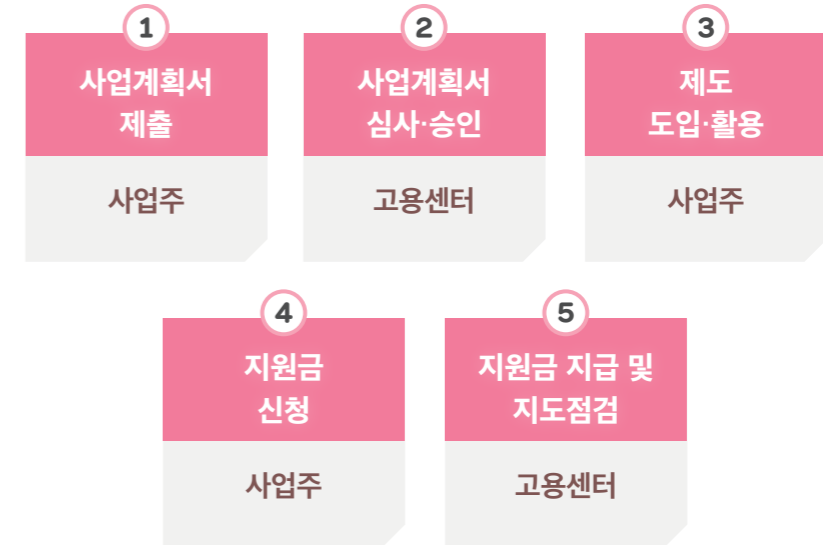 1
사업계획서
제출
사업주
2
사업계획서
심사·승인
고용센터
3
제도
도입·활용
사업주
4
지원금
신청
사업주
5
지원금 지급 및
지도점검
고용센터